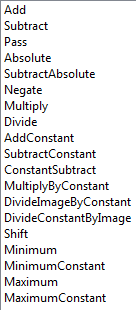 Add
Subtract
Pass
Absolute
SubtractAbsolute
Negate
Multiply
Divide
AddConstant
SubtractConstant
ConstantSubtract
MultiplyByConstant
DivideImageByConstant
DivideConstantByImage
Shift
Minimum
MinimumConstant
Maximum
MaximumConstant